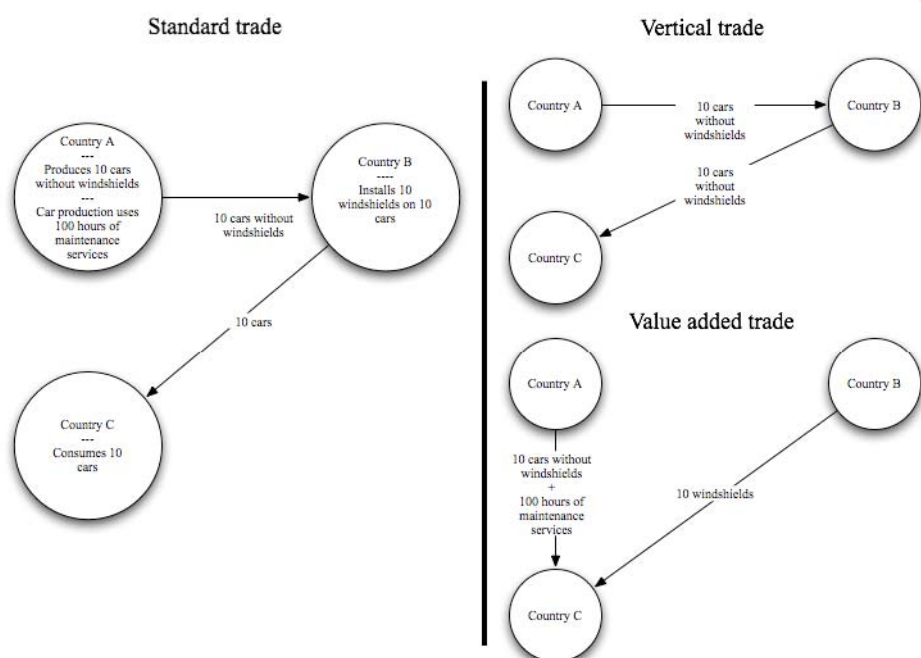 Standard trade
Country A
---
Produces 10 cars
without windshields
---
Car production uses
100 hours of
maintenance
services
10 cars without
windshields
Country B
----
Installs 10
windshields on 10
cars
10 cars
Country C
---
Consumes 10
cars
Vertical trade
Country A
10 cars
without
windshields
Country B
10 cars
without
windshields
Country C
Value added trade
Country A
Country B
10 cars without
windshields
+
100 hours of
maintenance
services
10 windshields
Country C